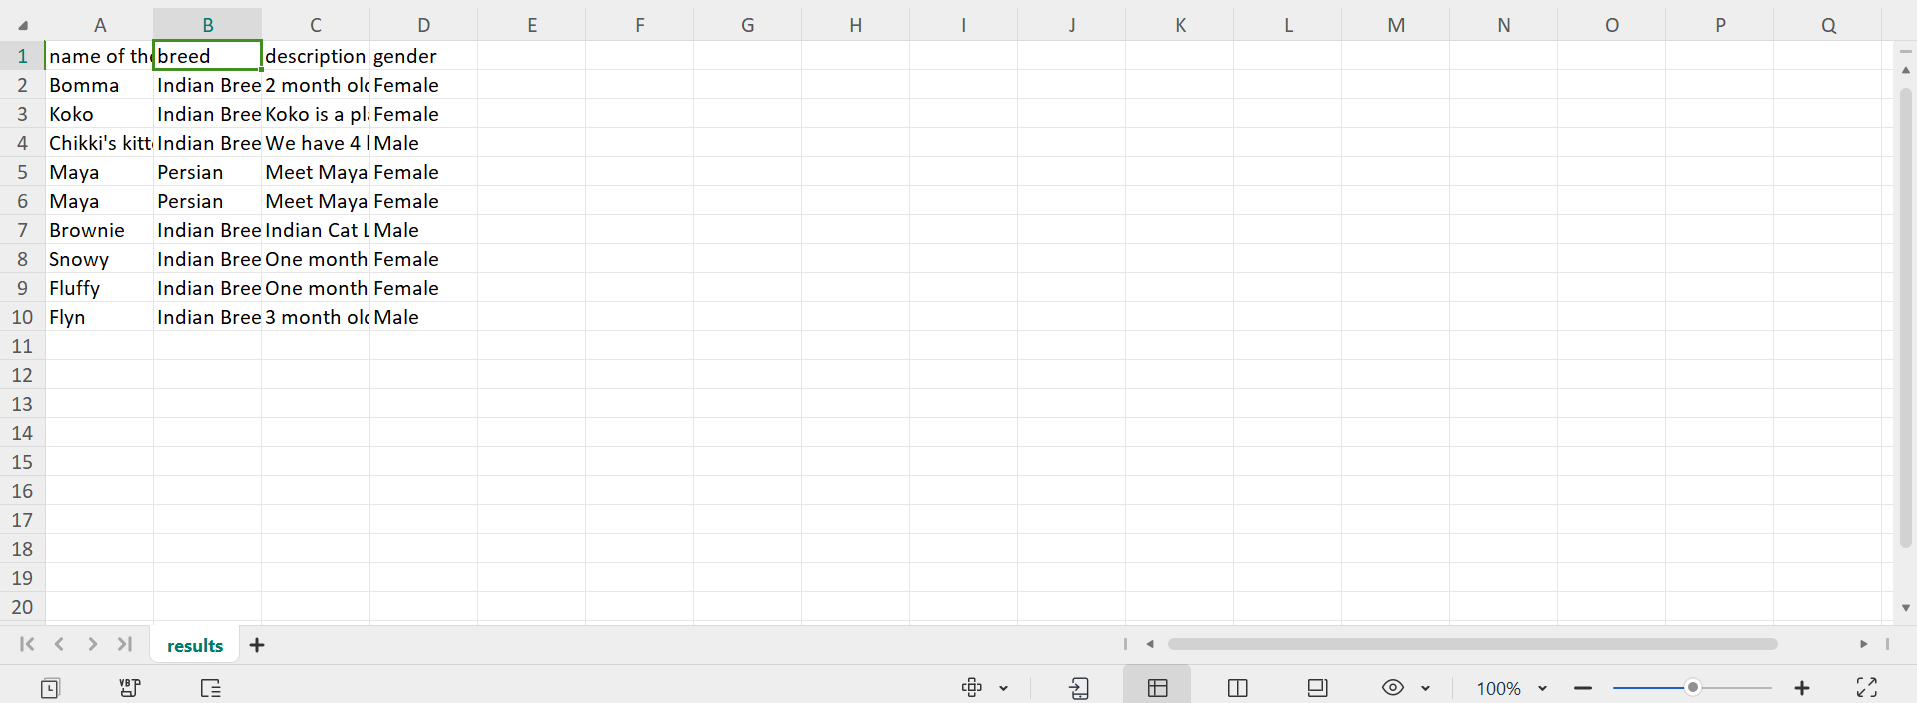 A B C D E F G H I J K L M N O P Q
1 name of the breed description gender
2 Bomma Indian Bree 2 month old Female
3 Koko Indian Bree Koko is a pl Female
4 Chikki's kitt Indian Bree We have 4 Male
5 Maya Persian Meet Maya Female
6 Maya Persian Meet Maya Female
7 Brownie Indian Bree Indian Cat L Male
8 Snowy Indian Bree One month Female
9 Fluffy Indian Bree One month Female
10 Flyn Indian Bree 3 month old Male
11
12
13
14
15
16
17
18
19
20
results
100%